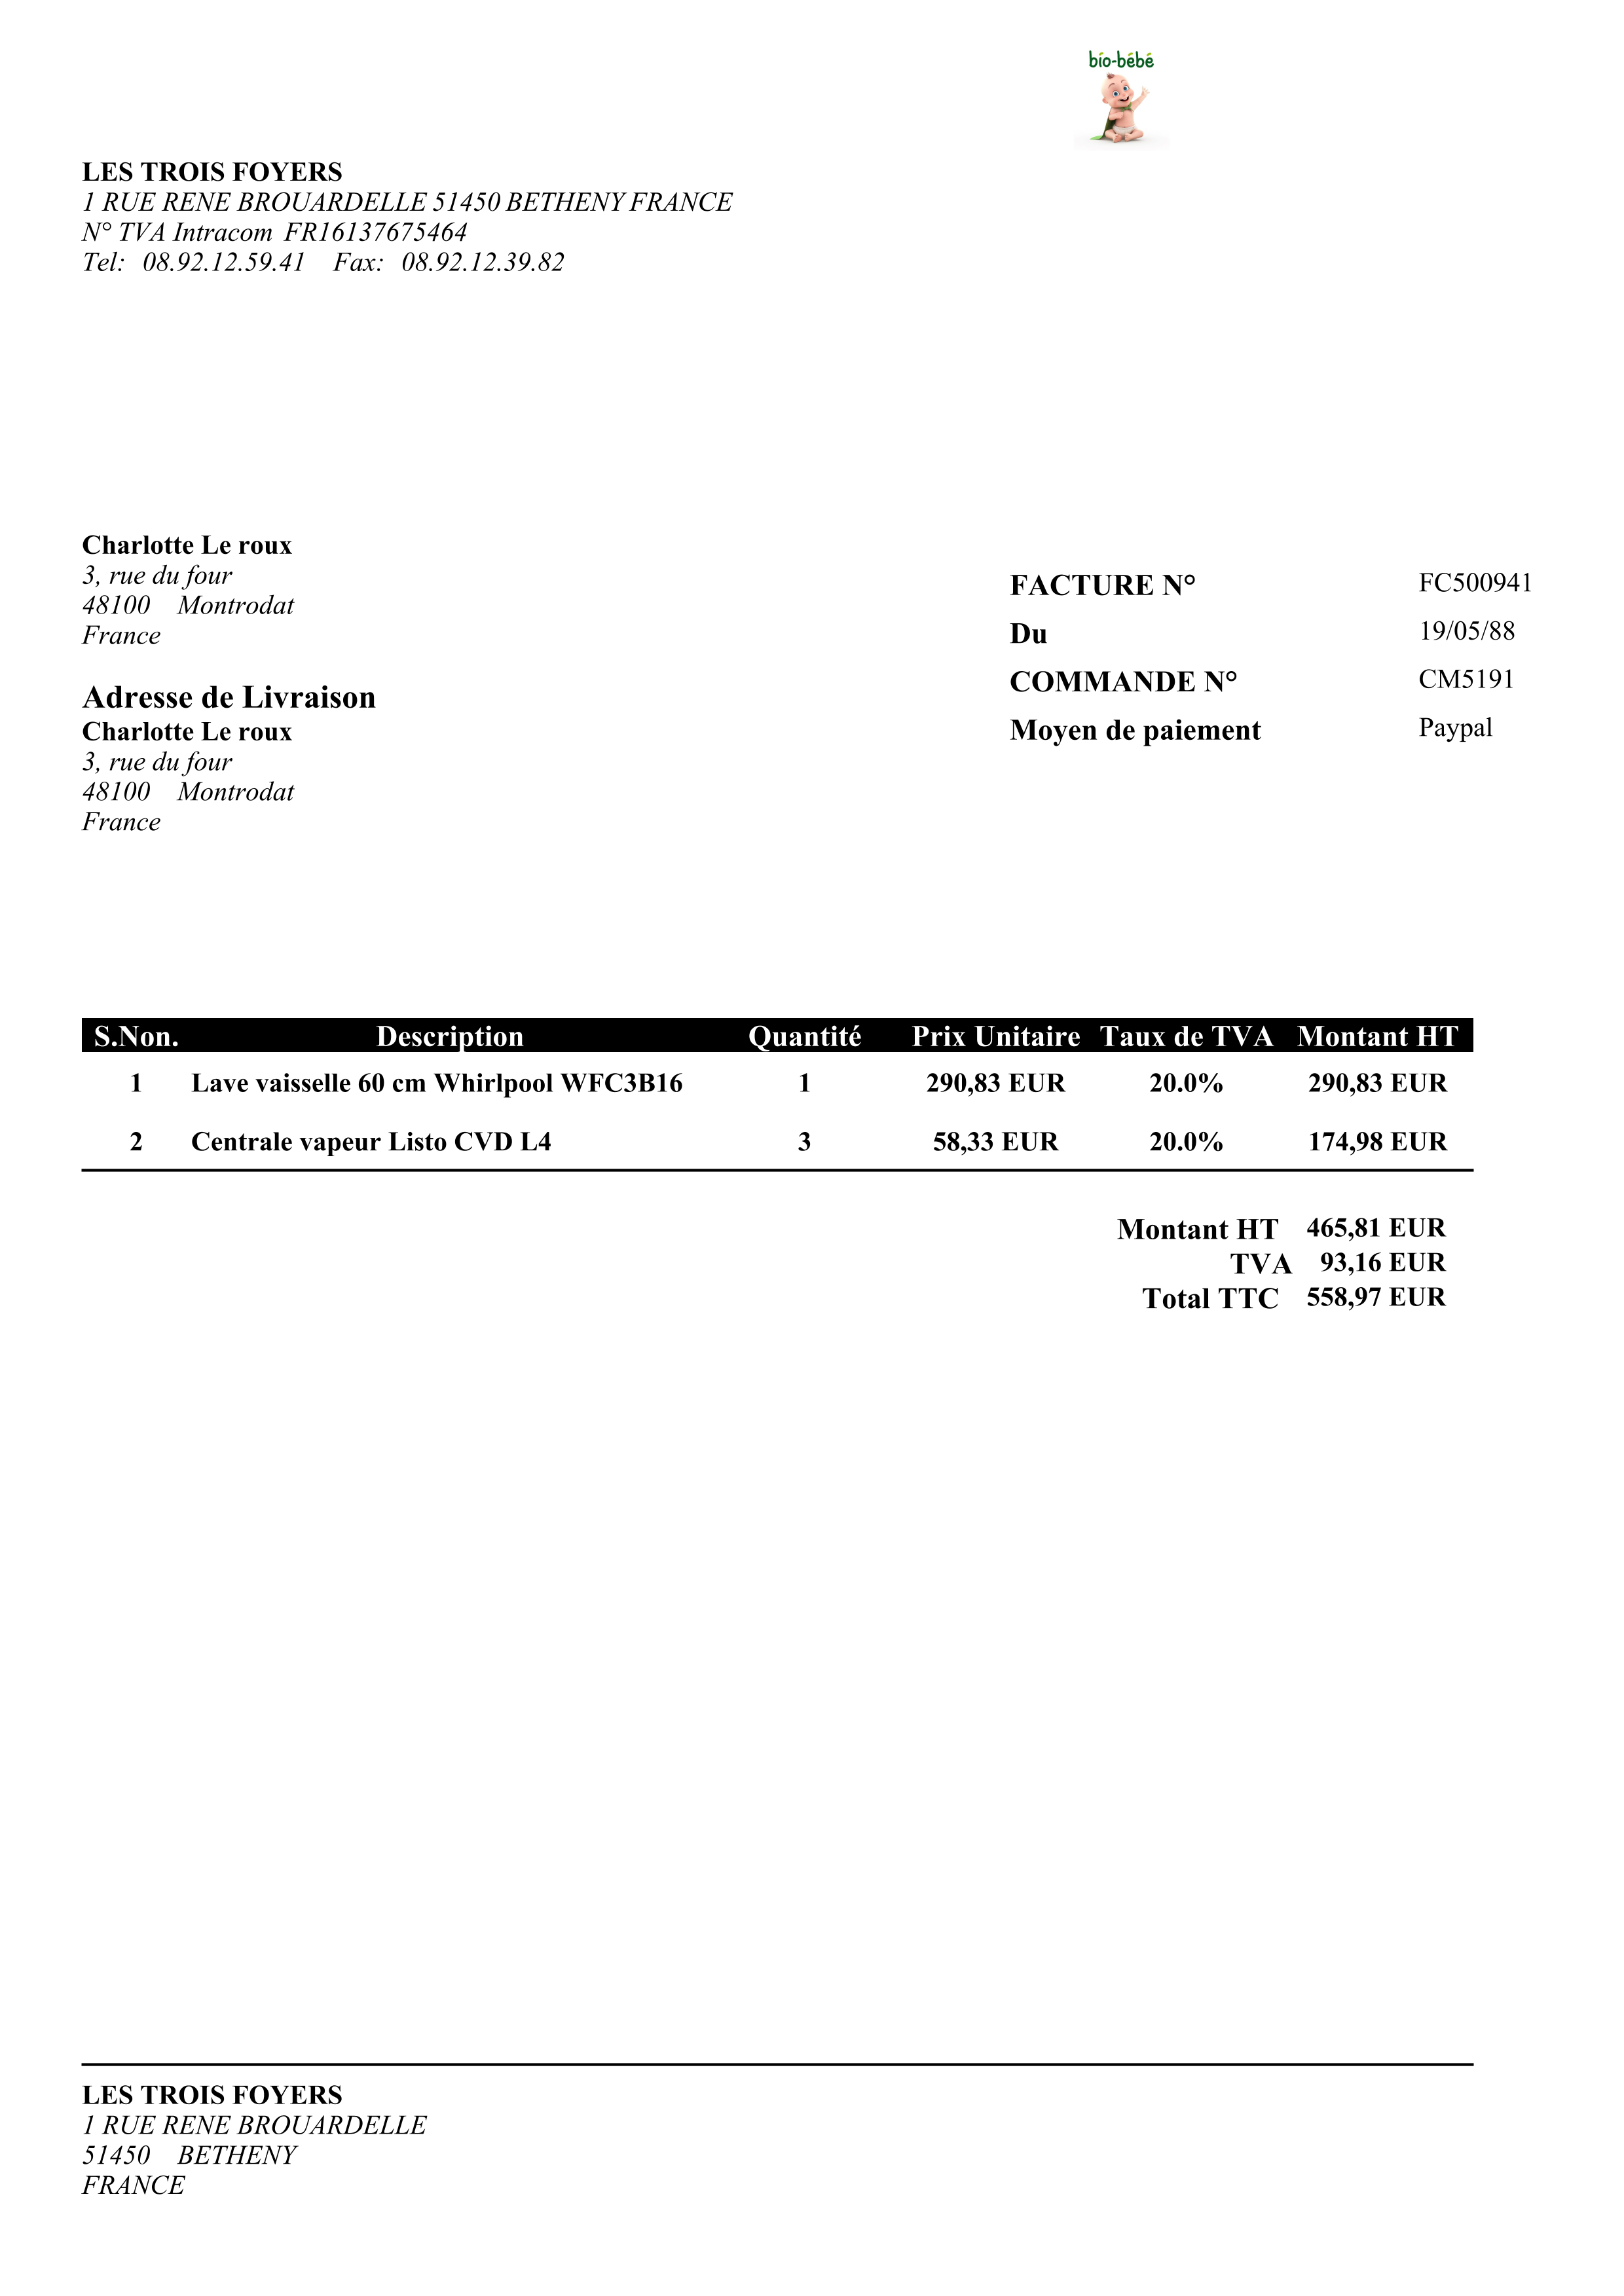 bio-bébé
LES TROIS FOYERS
1 RUE RENE BROUARDELLE 51450 BETHENY FRANCE
N° TVA Intracom FR16137675464
Tel: 08.92.12.59.41 Fax: 08.92.12.39.82
Charlotte Le roux
3, rue du four
48100 Montrodat
France
Adresse de Livraison
Charlotte Le roux
3, rue du four
48100 Montrodat
France
FACTURE N° FC500941
Du 19/05/88
COMMANDE N° CM5191
Moyen de paiement Paypal
S.Non. Description Quantité Prix Unitaire Taux de TVA Montant HT
1 Lave vaisselle 60 cm Whirlpool WFC3B16 1 290,83 EUR 20.0% 290,83 EUR
2 Centrale vapeur Listo CVD L4 3 58,33 EUR 20.0% 174,98 EUR
Montant HT 465,81 EUR
TVA 93,16 EUR
Total TTC 558,97 EUR
LES TROIS FOYERS
1 RUE RENE BROUARDELLE
51450 BETHENY
FRANCE